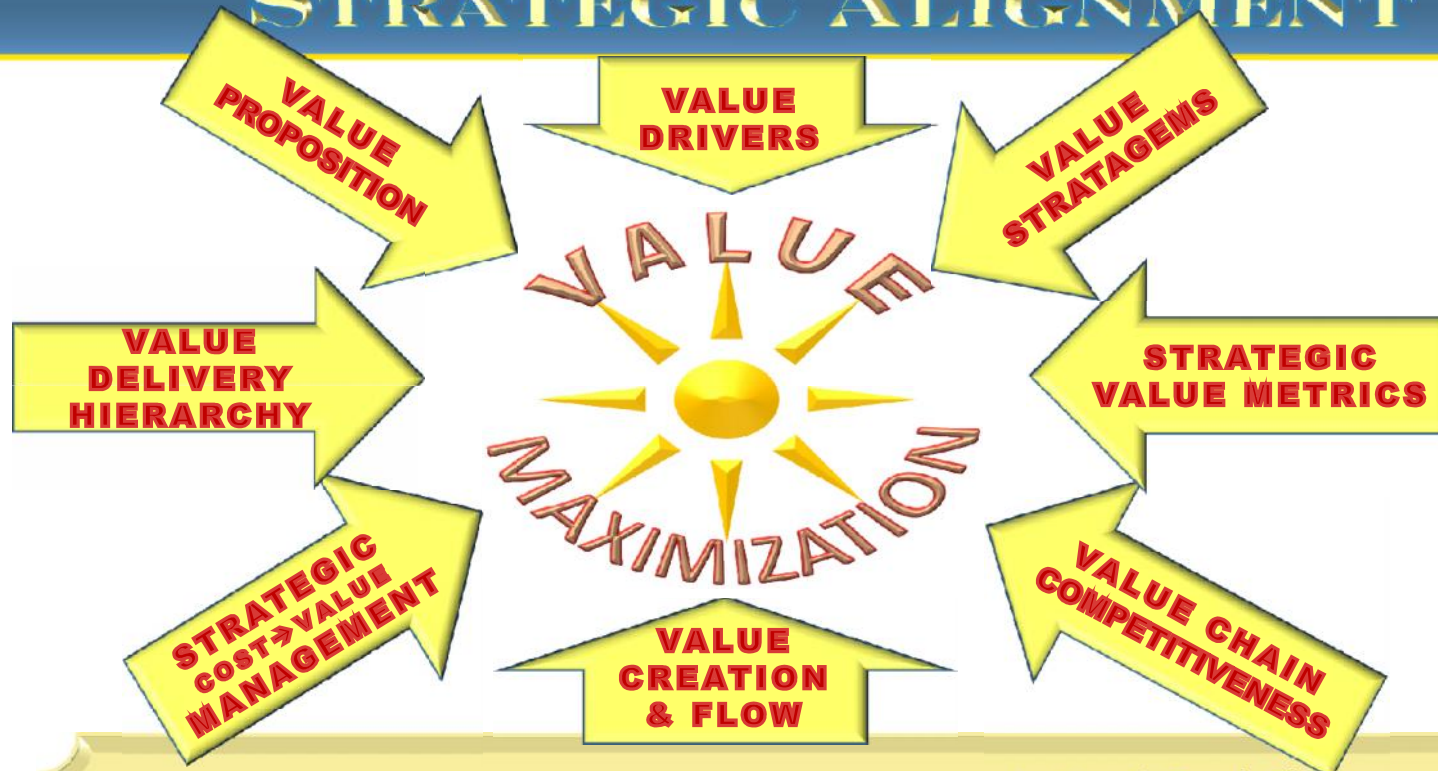 STRATEGIC ALIGNMENT
VALUE
PROPOSITION
VALUE
DRIVERS
VALUE
STRATAGEMS
VALUE
MAXIMIZATION
VALUE
DELIVERY
HIERARCHY
STRATEGIC
VALUE METRICS
STRATEGIC
COST→VALUE
MANAGEMENT
VALUE
CREATION
& FLOW
VALUE CHAIN
COMPETITIVENESS